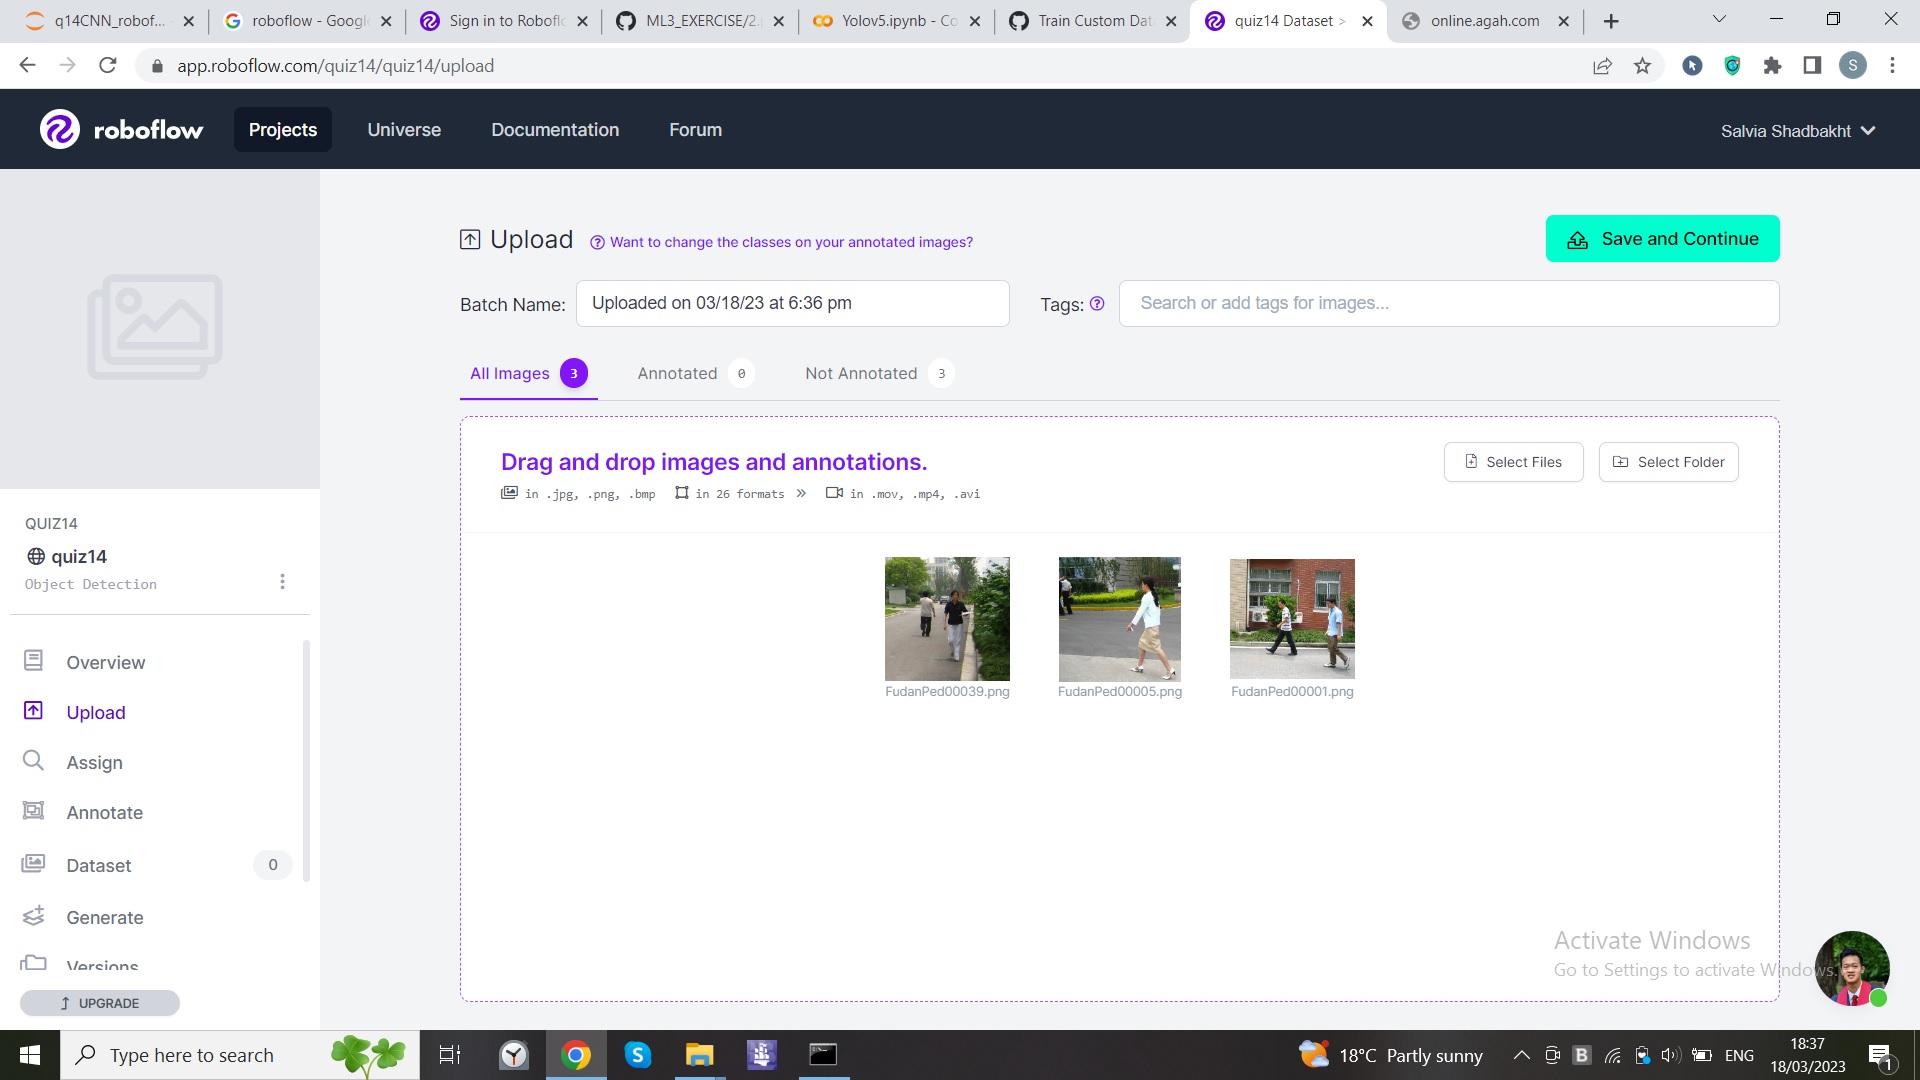 q14CNN_robof...
roboflow - Google
Sign in to Roboflo
ML3_EXERCISE/2.
Yolov5.ipynb - Co
Train Custom Dat
quiz14 Dataset >
online.agah.com
app.roboflow.com/quiz14/quiz14/upload
S
roboflow
Projects
Universe
Documentation
Forum
Salvia Shadbakht
Upload
Want to change the classes on your annotated images?
Save and Continue
Batch Name:
Uploaded on 03/18/23 at 6:36 pm
Tags:
Search or add tags for images...
All Images 3
Annotated 0
Not Annotated 3
Drag and drop images and annotations.
in .jpg, .png, .bmp
in 26 formats »
in .mov, .mp4, .avi
Select Files
Select Folder
FudanPed00039.png
FudanPed00005.png
FudanPed00001.png
QUIZ14
quiz14
Object Detection
Overview
Upload
Assign
Annotate
Dataset 0
Generate
Versions
UPGRADE
Activate Windows
Go to Settings to activate Windows.
Type here to search
18°C Partly sunny
ENG
18:37
18/03/2023
1